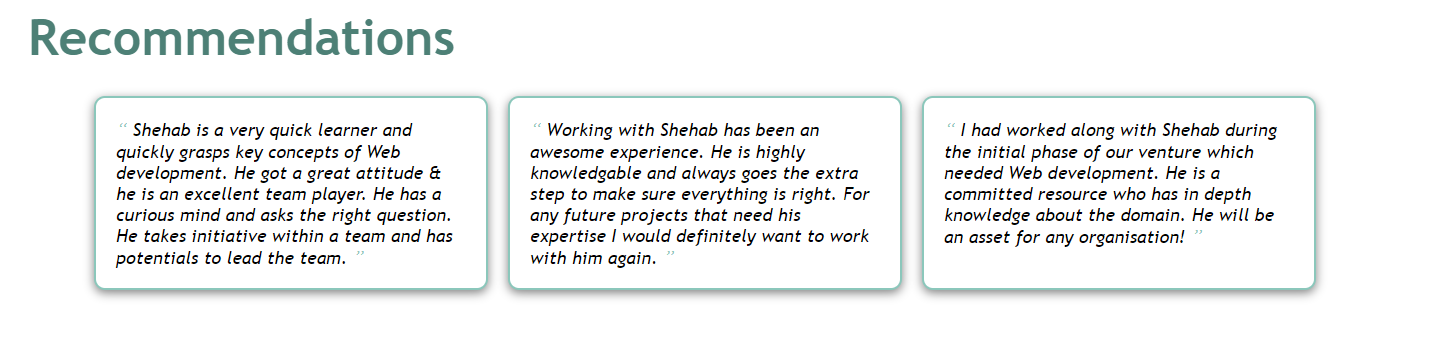 Recommendations
“ Shehab is a very quick learner and
quickly grasps key concepts of Web
development. He got a great attitude &
he is an excellent team player. He has a
curious mind and asks the right question.
He takes initiative within a team and has
potentials to lead the team. ”
“ Working with Shehab has been an
awesome experience. He is highly
knowledgable and always goes the extra
step to make sure everything is right. For
any future projects that need his
expertise I would definitely want to work
with him again. ”
“ I had worked along with Shehab during
the initial phase of our venture which
needed Web development. He is a
committed resource who has in depth
knowledge about the domain. He will be
an asset for any organisation! ”